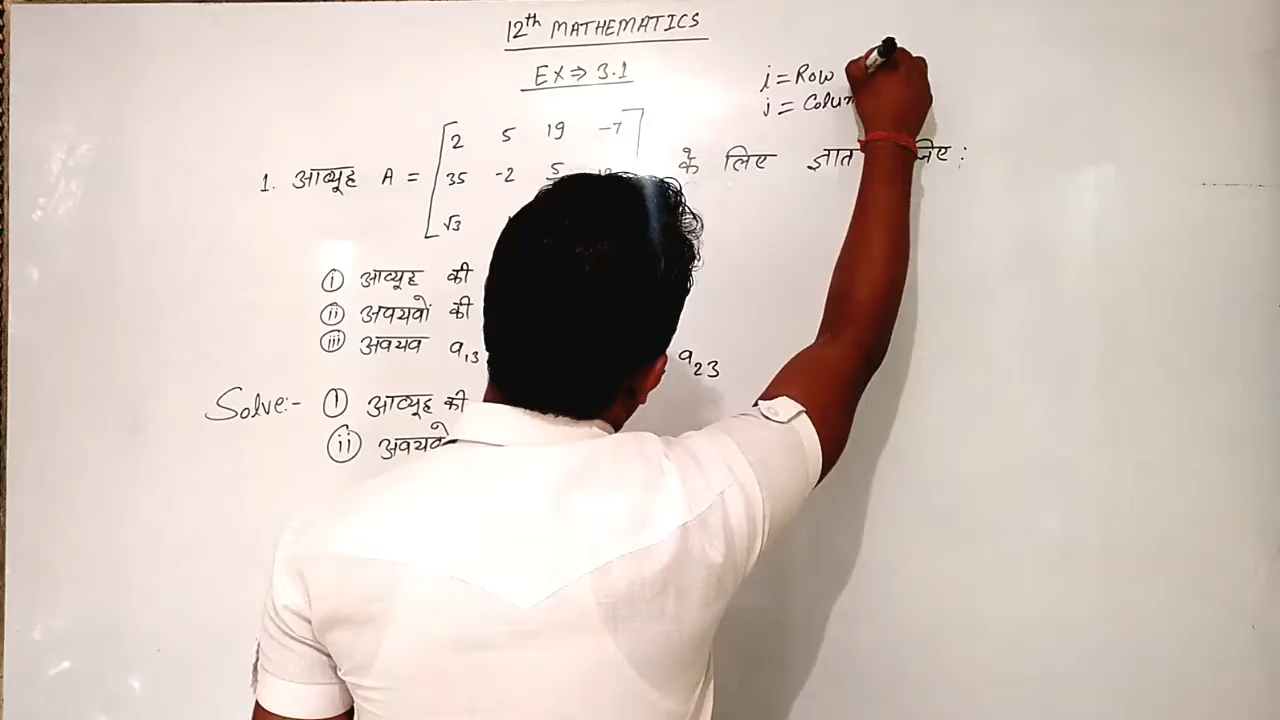 12th MATHEMATICS
EX ⇒ 3.1
i = Row
j = Colum
1. आव्यूह A = [ 2 5 19 -7
35 -2 5
√3
के लिए ज्ञात
① आव्यूह की
② अवयवों की
③ अवयव a₁₃ a₂₃
Solve:- ① आव्यूह की
② अवयवो